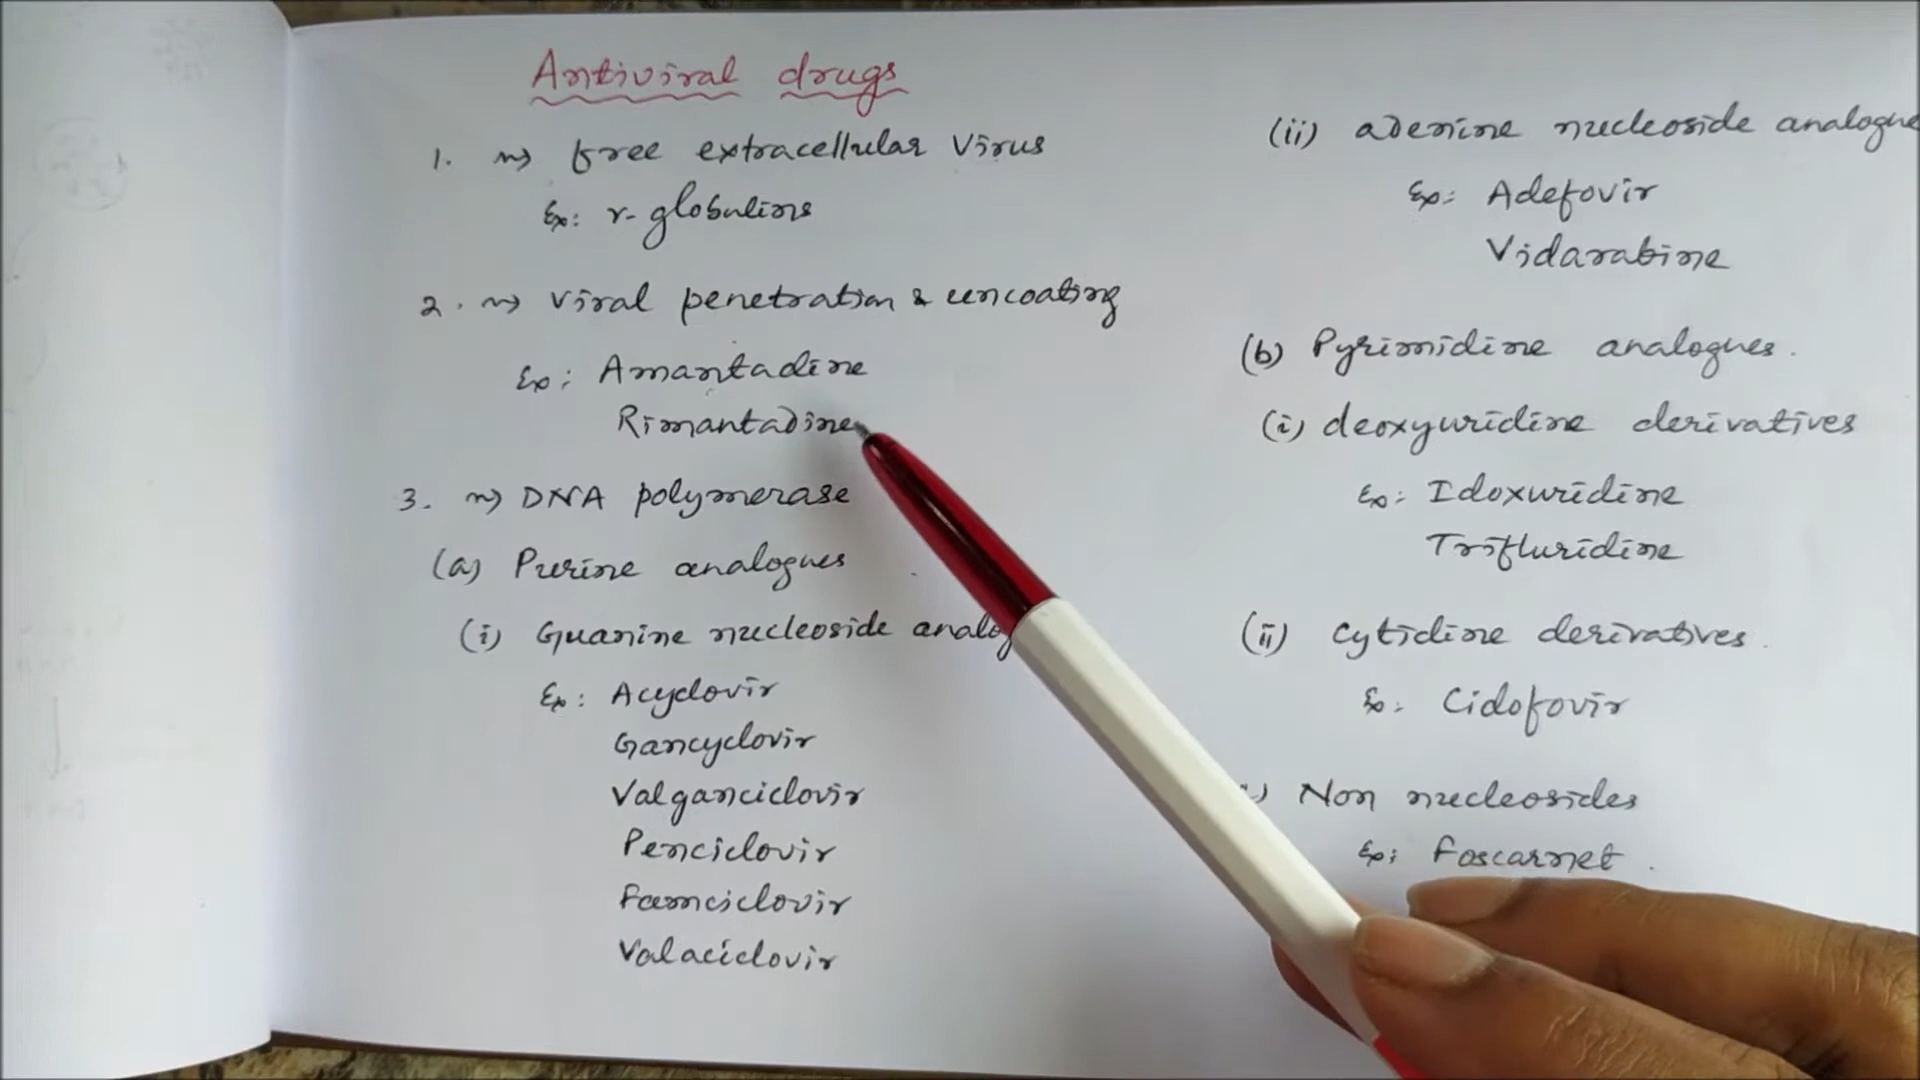 Antiviral drugs
1. ⇝ free extracellular Virus
Ex: r-globulins
2. ⇝ Viral penetration & uncoating
Ex: Amantadine
Rimantadine
3. ⇝ DNA polymerase
(a) Purine analogues
(i) Guanine nucleoside analog
Ex: Acyclovir
Gancyclovir
Valganciclovir
Penciclovir
Famciclovir
Valaciclovir
(ii) adenine nucleoside analogue
Ex: Adefovir
Vidarabine
(b) Pyrimidine analogues.
(i) deoxyuridine derivatives
Ex: Idoxuridine
Trifluridine
(ii) Cytidine derivatives.
Ex: Cidofovir
) Non nucleosides
Ex: Foscarnet.